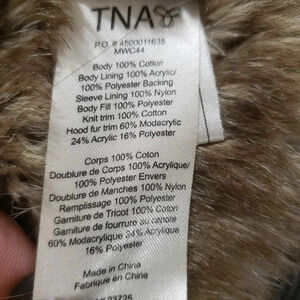 TNA
P.O. # 4500011635
MWC44
Body 100% Cotton
Body Lining 100% Acrylic/
100% Polyester Backing
Sleeve Lining 100% Nylon
Body Fill 100% Polyester
Knit trim 100% Cotton
Hood fur trim 60% Modacrylic
24% Acrylic 16% Polyester
Corps 100% Coton
Doublure de Corps 100% Acrylique/
100% Polyester Envers
Doublure de Manches 100% Nylon
Remplissage 100% Polyester
Garniture de Tricot 100% Coton
Garniture de fourrure au capuchon
60% Modacrylique 24% Acrylique
16% Polyester
Made in China
Fabrique en China